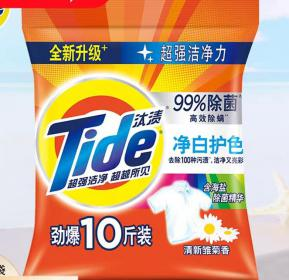 全新升级+
超强洁净力
Tide 汰渍
99%除菌
高效除螨
净白护色
去除100种污渍*,洁净又亮彩
超强洁净 超越所见
含海盐
除菌精华
劲爆10斤装
清新雏菊香
袋